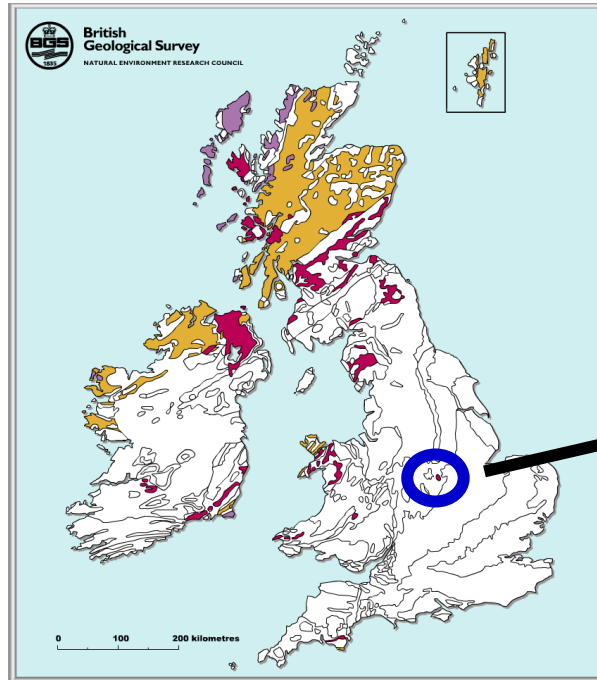 BGS
1835
British
Geological Survey
NATURAL ENVIRONMENT RESEARCH COUNCIL
0 100 200 kilometres